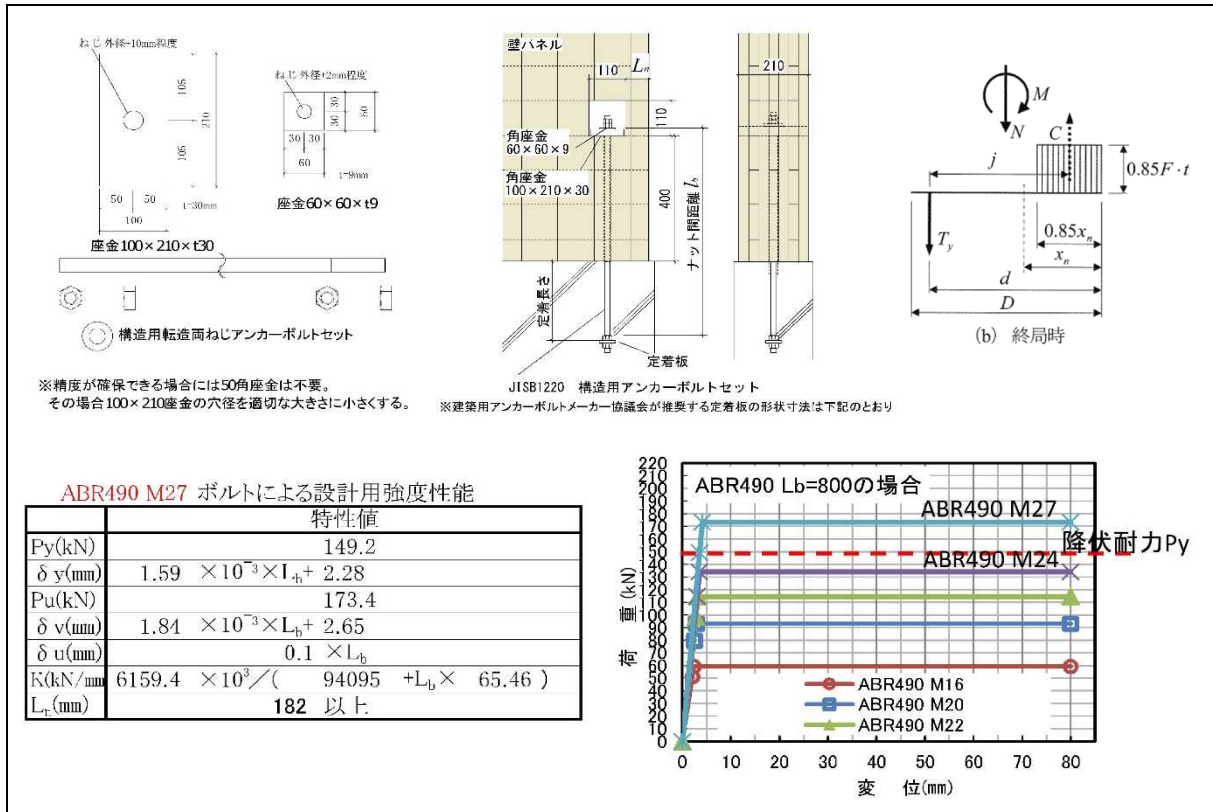 ねじ外径+10mm程度
105
210
105
50
50
t=30mm
100
座金100×210×t30
ねじ外径+2mm程度
30
30
60
30
30
60
t=9mm
座金60×60×t9
構造用転造両ねじアンカーボルトセット
※精度が確保できる場合には50角座金は不要。
その場合100×210座金の穴径を適切な大きさに小さくする。
壁パネル
110
Ln
110
角座金
60×60×9
角座金
100×210×30
400
ナット間距離 lb
定着長さ
定着板
210
JISB1220 構造用アンカーボルトセット
※建築用アンカーボルトメーカー協議会が推奨する定着板の形状寸法は下記のとおり
M
N
C
j
0.85F・t
Ty
0.85xn
xn
d
D
(b) 終局時
ABR490 M27 ボルトによる設計用強度性能
特性値
Py(kN) 149.2
δy(mm) 1.59 ×10⁻³×Lb+ 2.28
Pu(kN) 173.4
δv(mm) 1.84 ×10⁻³×Lb+ 2.65
δu(mm) 0.1 ×Lb
K(kN/mm 6159.4 ×10³/( 94095 +Lb× 65.46 )
182 以上
ABR490 Lb=800の場合
ABR490 M27
降伏耐力Py
ABR490 M24
220
210
200
190
180
170
60
50
40
30
20
10
100
90
80
70
60
50
40
30
20
10
0
荷 重(kN)
ABR490 M16
ABR490 M20
ABR490 M22
0 10 20 30 40 50 60 70 80
変 位(mm)